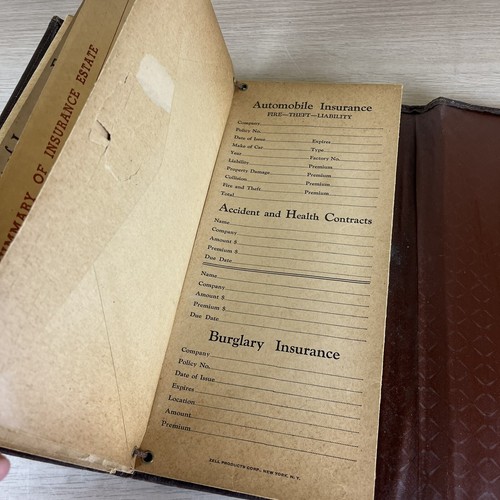 SUMMARY OF INSURANCE ESTATE
Automobile Insurance
FIRE—THEFT—LIABILITY
Company
Policy No.
Date of Issue Expires
Make of Car Type
Year Factory No.
Liability Premium
Property Damage Premium
Collision Premium
Fire and Theft Premium
Total
Accident and Health Contracts
Name
Company
Amount $
Premium $
Due Date
Name
Company
Amount $
Premium $
Due Date
Burglary Insurance
Company
Policy No.
Date of Issue
Expires
Location
Amount
Premium
ZELL PRODUCTS CORP., NEW YORK, N. Y.